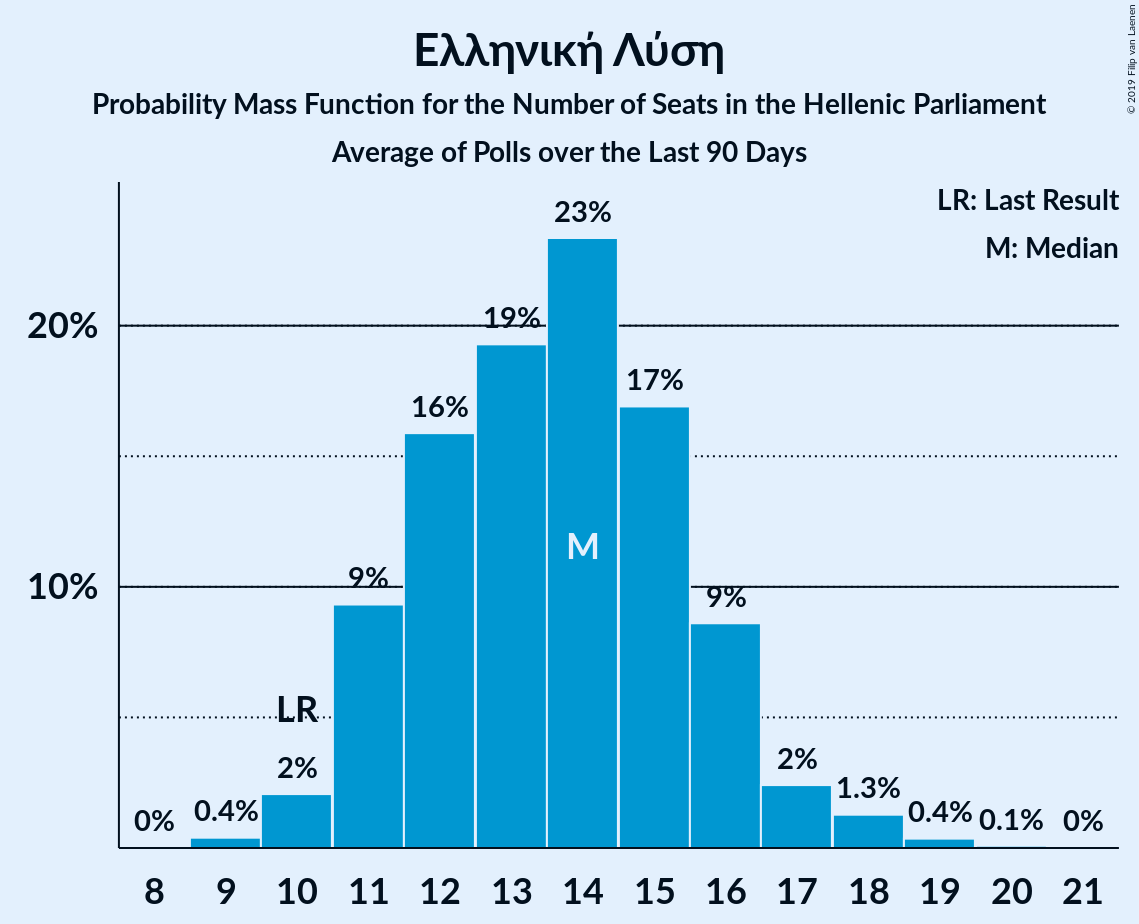 Ελληνική Λύση
Probability Mass Function for the Number of Seats in the Hellenic Parliament
Average of Polls over the Last 90 Days
© 2019 Filip van Laenen
LR: Last Result
M: Median
23%
20%
19%
17%
16%
M
10%
9%
9%
LR
2%
2%
1.3%
0%
0.4%
0.4%
0.1%
0%
8 9 10 11 12 13 14 15 16 17 18 19 20 21